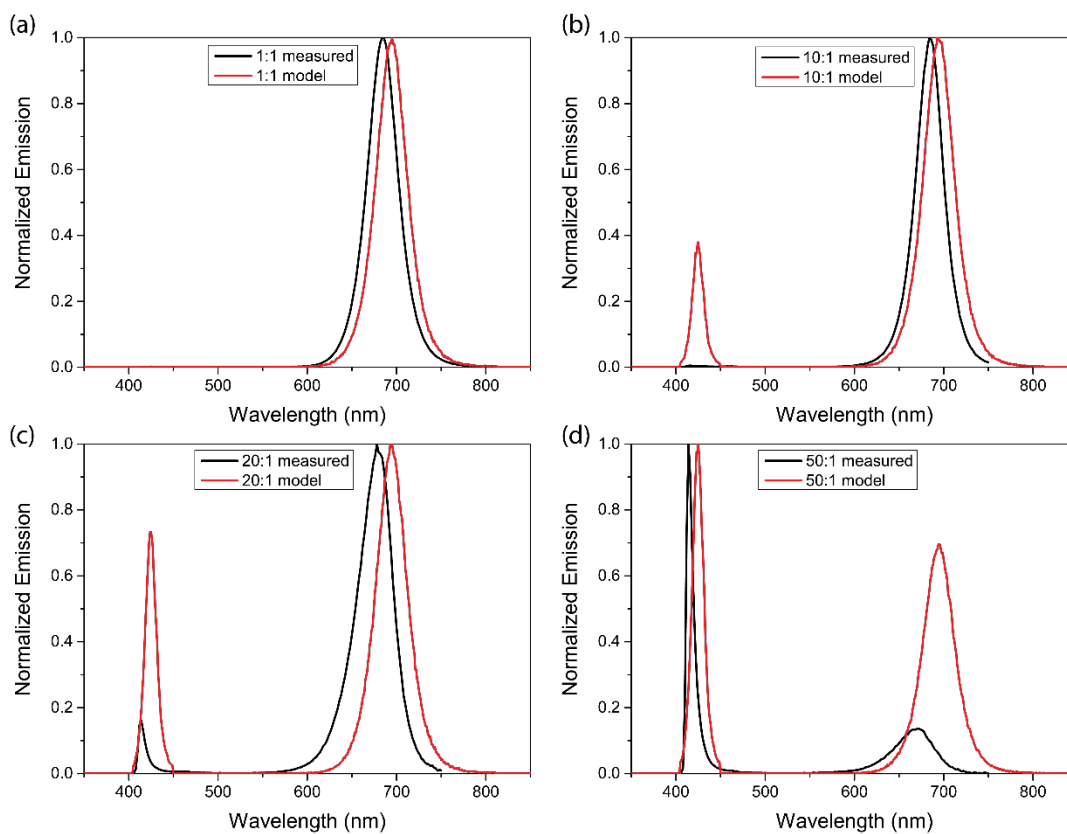 (a)
1:1 measured
1:1 model
Normalized Emission
1.0
0.8
0.6
0.4
0.2
0.0
400 500 600 700 800
Wavelength (nm)
(b)
10:1 measured
10:1 model
Normalized Emission
1.0
0.8
0.6
0.4
0.2
0.0
400 500 600 700 800
Wavelength (nm)
(c)
20:1 measured
20:1 model
Normalized Emission
1.0
0.8
0.6
0.4
0.2
0.0
400 500 600 700 800
Wavelength (nm)
(d)
50:1 measured
50:1 model
Normalized Emission
1.0
0.8
0.6
0.4
0.2
0.0
400 500 600 700 800
Wavelength (nm)